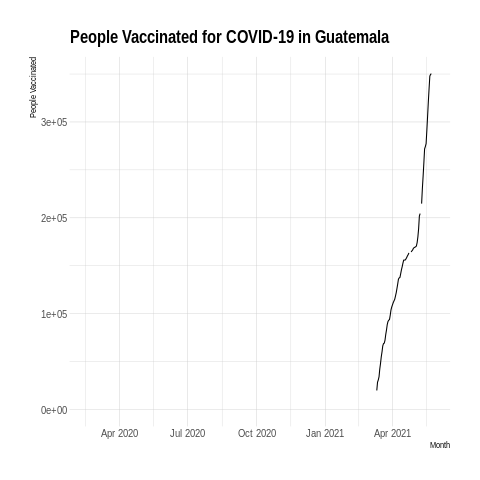 People Vaccinated for COVID-19 in Guatemala
People Vaccinated
3e+05
2e+05
1e+05
0e+00
Apr 2020 Jul 2020 Oct 2020 Jan 2021 Apr 2021
Month